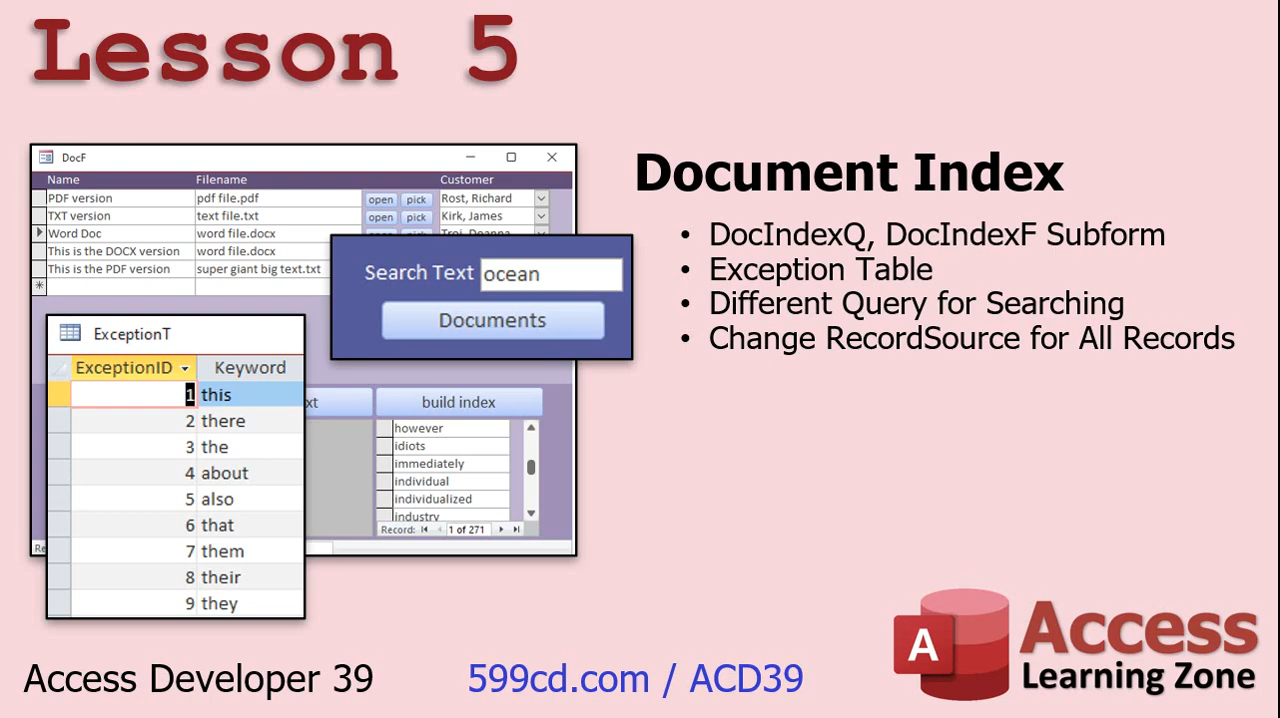 Lesson 5
DocF
Name Filename Customer
PDF version pdf file.pdf open pick Rost, Richard
TXT version text file.txt open pick Kirk, James
Word Doc word file.docx
This is the DOCX version word file.docx
This is the PDF version super giant big text.txt
Search Text ocean
Documents
ExceptionT
ExceptionID Keyword
1 this
2 there
3 the
4 about
5 also
6 that
7 them
8 their
9 they
build index
however
idiots
immediately
individual
individualized
industry
Record: 1 of 271
Document Index
• DocIndexQ, DocIndexF Subform
• Exception Table
• Different Query for Searching
• Change RecordSource for All Records
Access Developer 39
599cd.com / ACD39
A
Access
Learning Zone